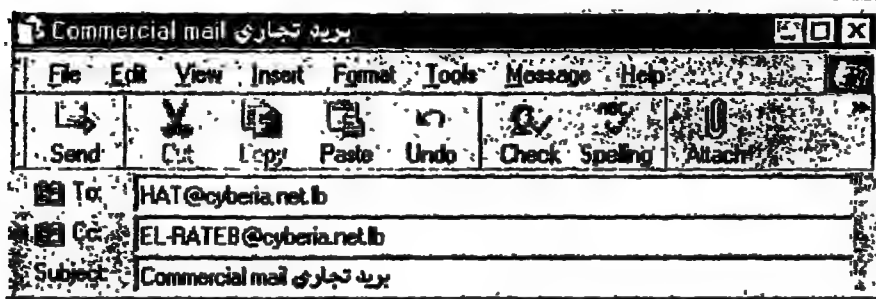 Commercial mail بريد تجاري
File Edit View Insert Format Tools Message Help
Send Cut Copy Paste Undo Check Spelling Attach
To: HAT@cyberia.net.lb
Cc: EL-RATEB@cyberia.net.lb
Subject: Commercial mail بريد تجاري